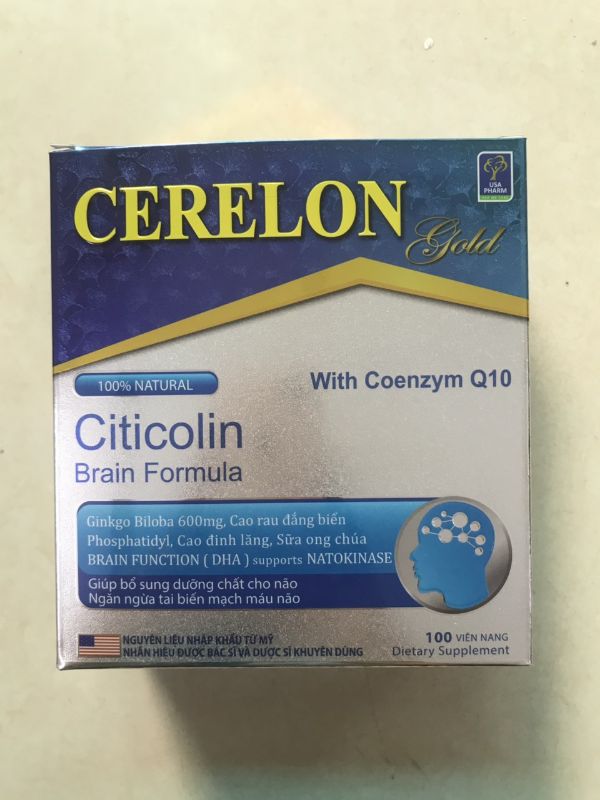 CERELON
Gold
USA
PHARM
100% NATURAL
With Coenzym Q10
Citicolin
Brain Formula
Ginkgo Biloba 600mg, Cao rau đắng biển
Phosphatidyl, Cao đinh lăng, Sữa ong chúa
BRAIN FUNCTION ( DHA ) supports NATOKINASE
Giúp bổ sung dưỡng chất cho não
Ngăn ngừa tai biến mạch máu não
NGUYÊN LIỆU NHẬP KHẨU TỪ MỸ
NHÃN HIỆU ĐƯỢC BÁC SĨ VÀ DƯỢC SĨ KHUYÊN DÙNG
100 VIÊN NANG
Dietary Supplement